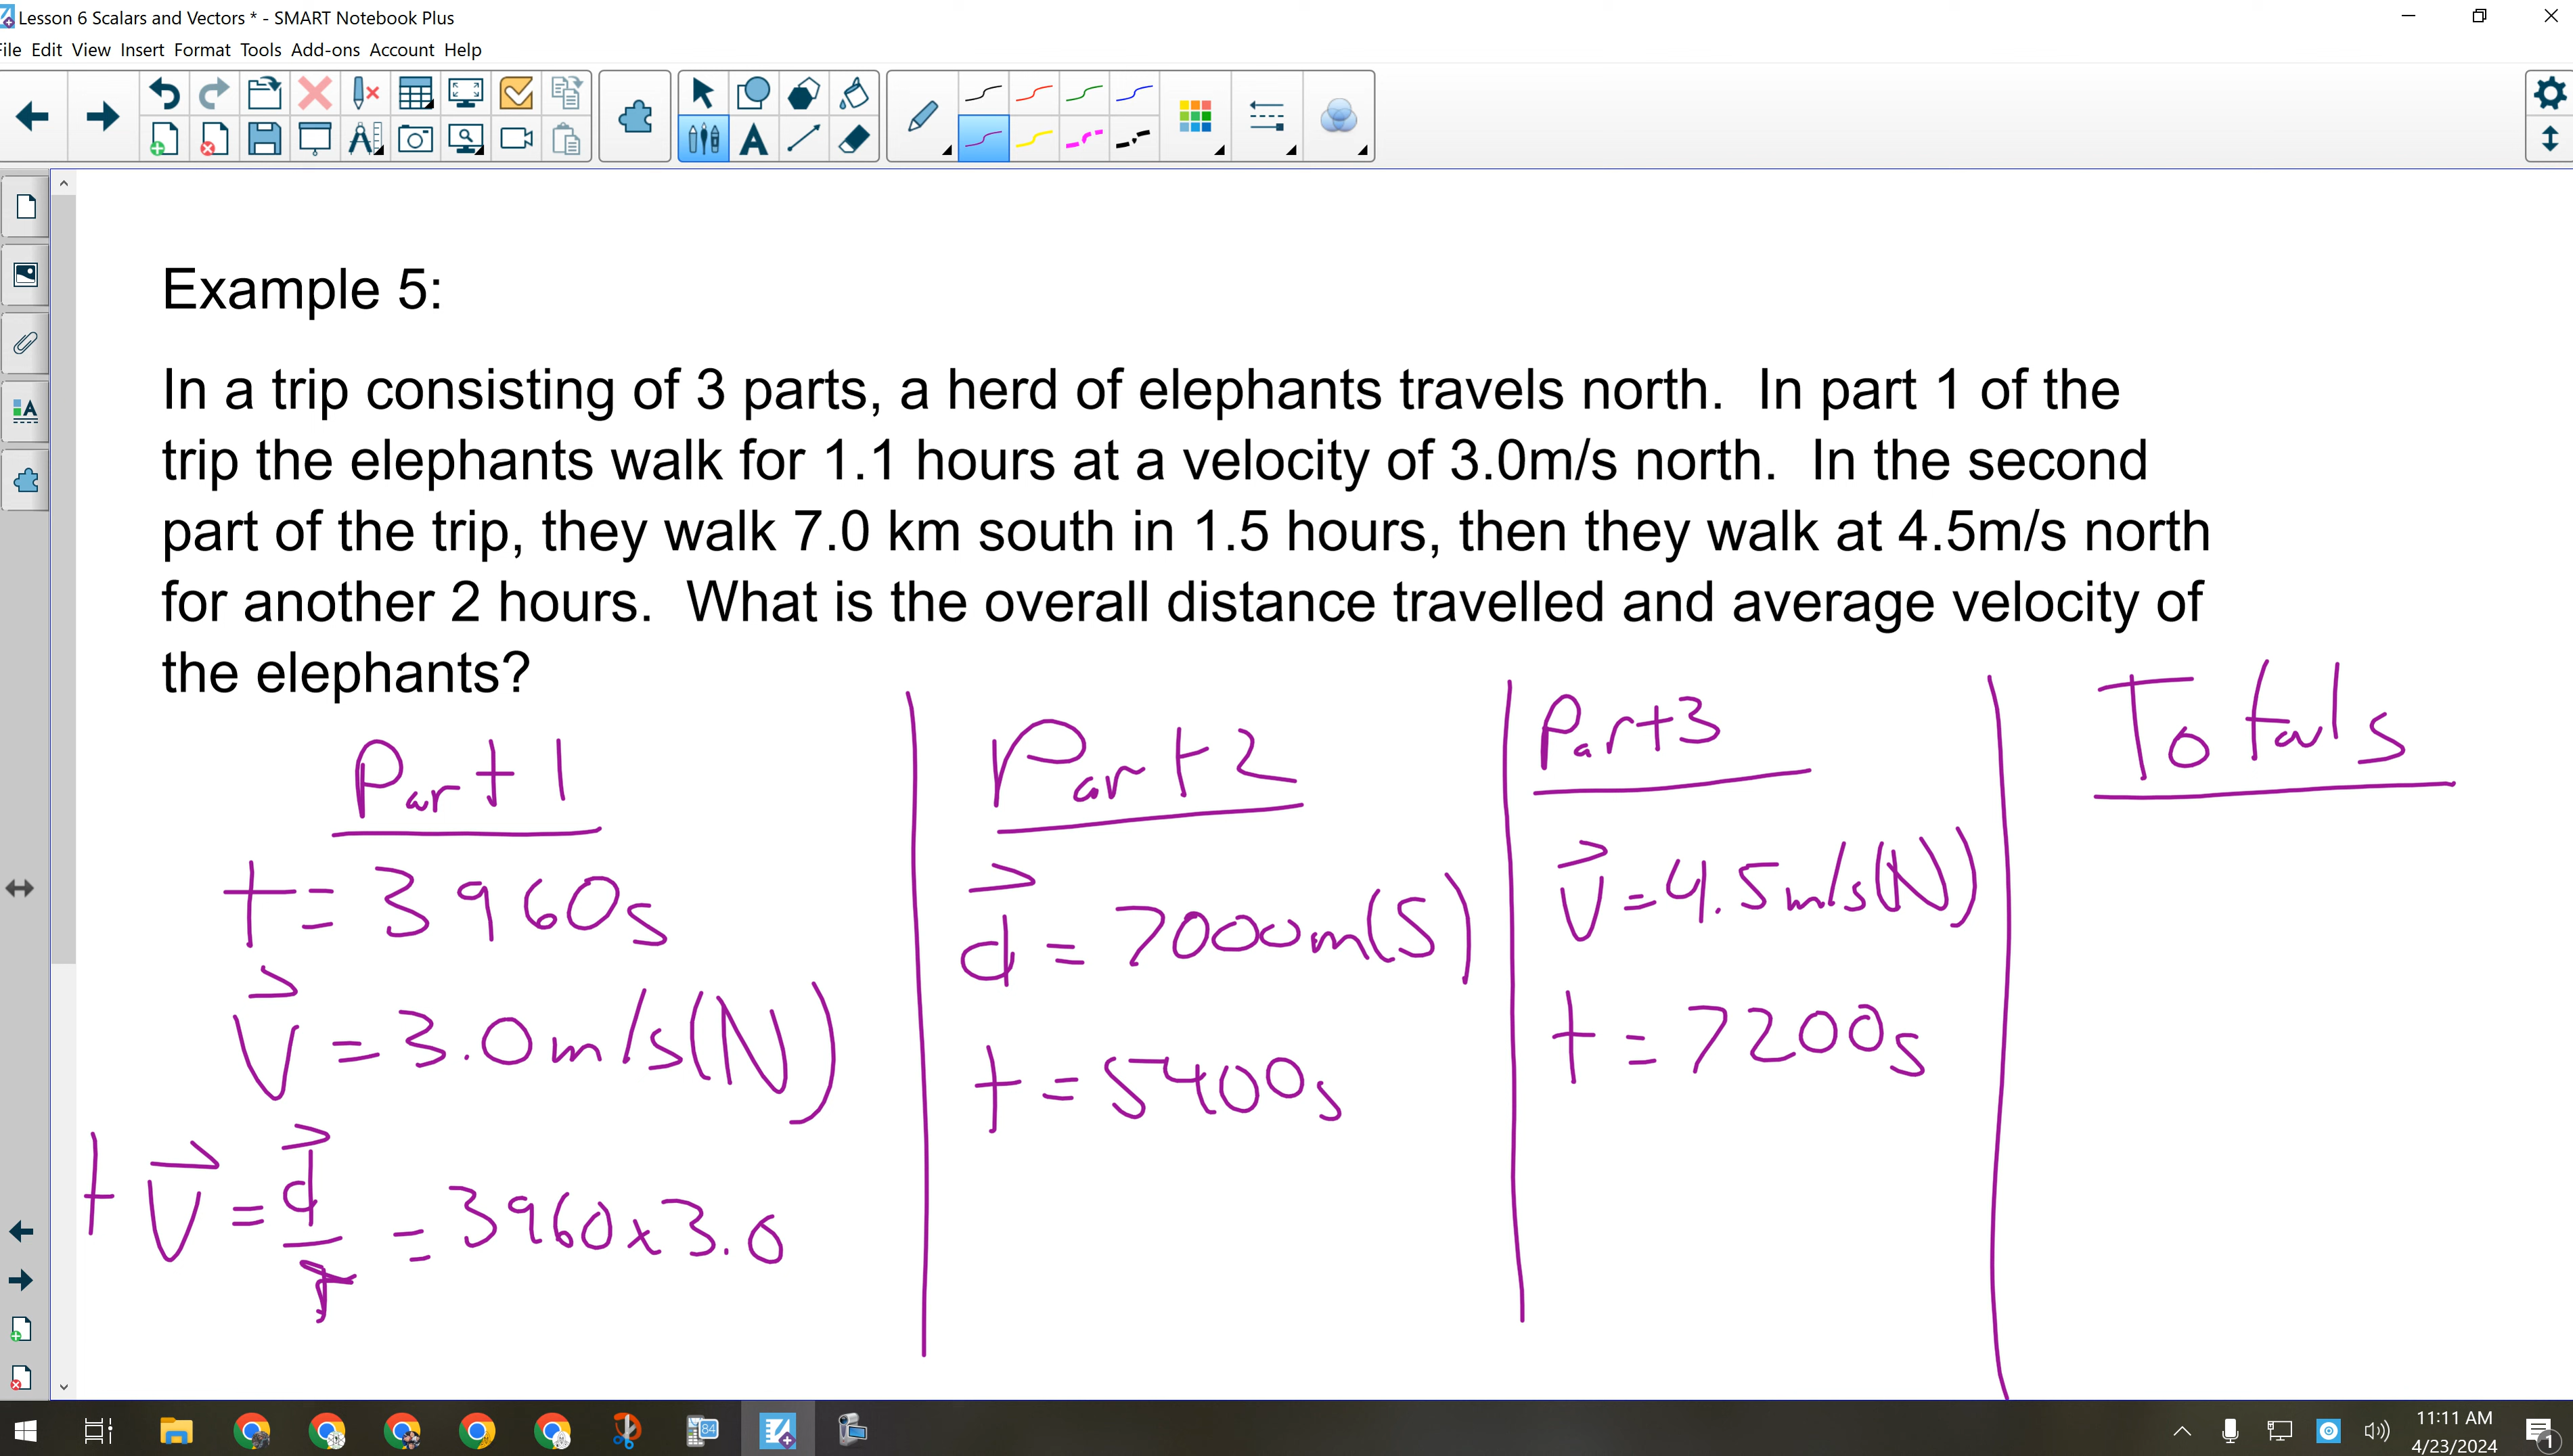 Lesson 6 Scalars and Vectors * - SMART Notebook Plus
File Edit View Insert Format Tools Add-ons Account Help
Example 5:
In a trip consisting of 3 parts, a herd of elephants travels north. In part 1 of the
trip the elephants walk for 1.1 hours at a velocity of 3.0m/s north. In the second
part of the trip, they walk 7.0 km south in 1.5 hours, then they walk at 4.5m/s north
for another 2 hours. What is the overall distance travelled and average velocity of
the elephants?
Part 1
t = 3960s
v = 3.0m/s(N)
t v = d/t = 3960x3.0
Part 2
d = 7000m(S)
t = 5400s
Part 3
v = 4.5m/s(N)
t = 7200s
Totals
84
11:11 AM
4/23/2024
1